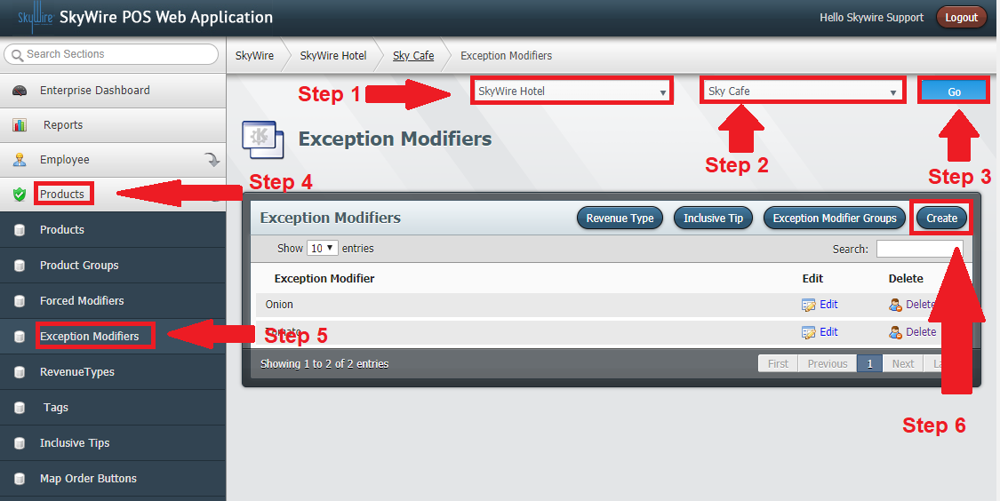 SkyWire SkyWire POS Web Application
Hello Skywire Support Logout
Search Sections
SkyWire SkyWire Hotel Sky Cafe Exception Modifiers
Step 1 SkyWire Hotel Sky Cafe Go
Enterprise Dashboard
Reports
Employee
Products
Products
Product Groups
Forced Modifiers
Exception Modifiers
RevenueTypes
Tags
Inclusive Tips
Map Order Buttons
Exception Modifiers
Step 2
Step 3
Step 4
Exception Modifiers Revenue Type Inclusive Tip Exception Modifier Groups Create
Show 10 entries Search:
Exception Modifier Edit Delete
Onion Edit Delete
Tomato Edit Delete
Step 5
Showing 1 to 2 of 2 entries First Previous 1 Next
Step 6